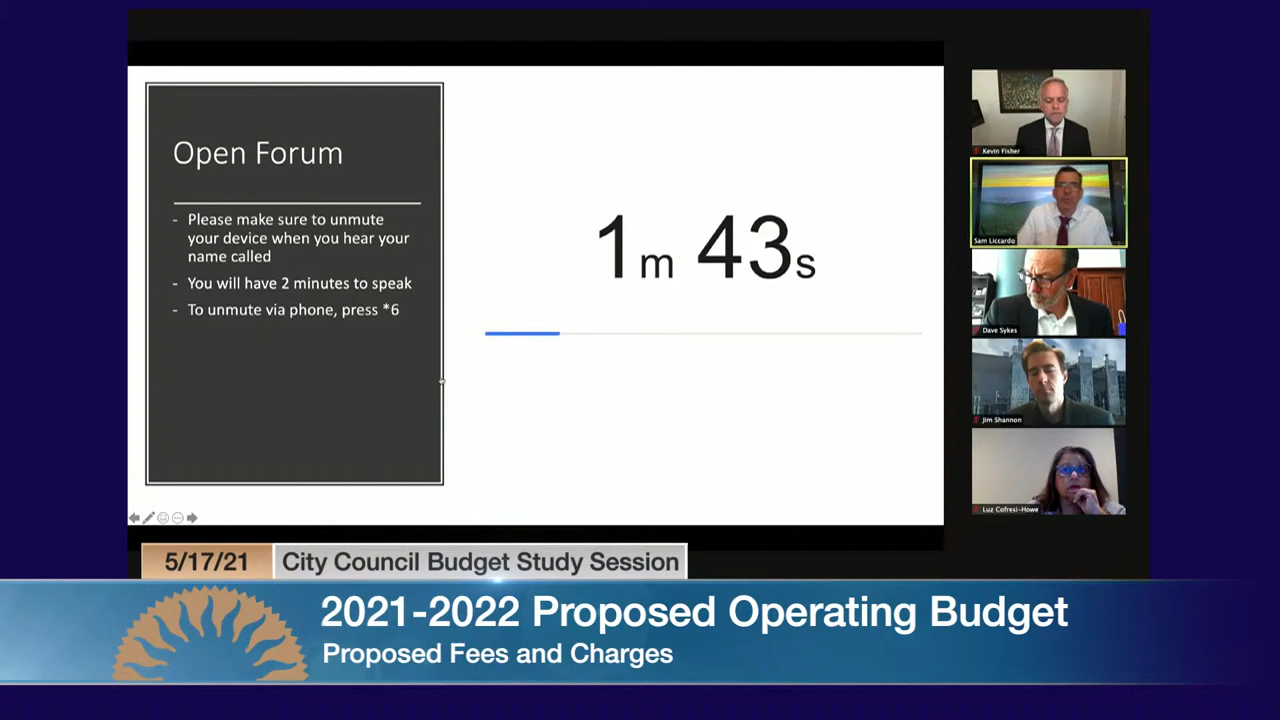 Open Forum
- Please make sure to unmute
your device when you hear your
name called
- You will have 2 minutes to speak
- To unmute via phone, press *6
1m 43s
Kevin Fisher
Sam Liccardo
Dave Sykes
Jim Shannon
Luz Cofresi-Howe
5/17/21 City Council Budget Study Session
2021-2022 Proposed Operating Budget
Proposed Fees and Charges